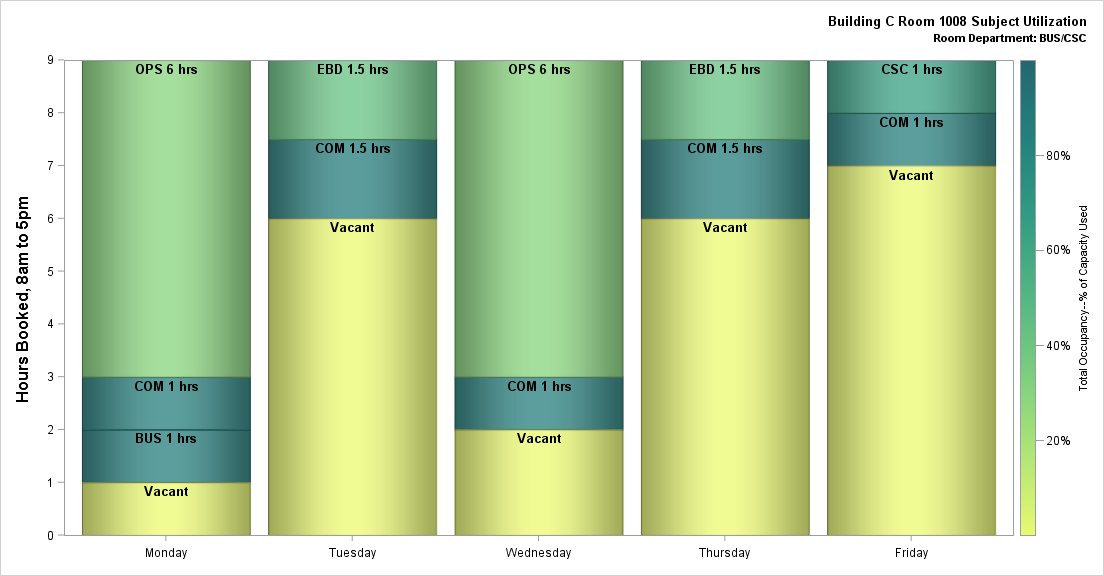 Building C Room 1008 Subject Utilization
Room Department: BUS/CSC
Hours Booked, 8am to 5pm
9
8
7
6
5
4
3
2
1
0
OPS 6 hrs
COM 1 hrs
BUS 1 hrs
Vacant
EBD 1.5 hrs
COM 1.5 hrs
Vacant
OPS 6 hrs
COM 1 hrs
Vacant
EBD 1.5 hrs
COM 1.5 hrs
Vacant
CSC 1 hrs
COM 1 hrs
Vacant
Monday
Tuesday
Wednesday
Thursday
Friday
80%
60%
40%
20%
Total Occupancy--% of Capacity Used